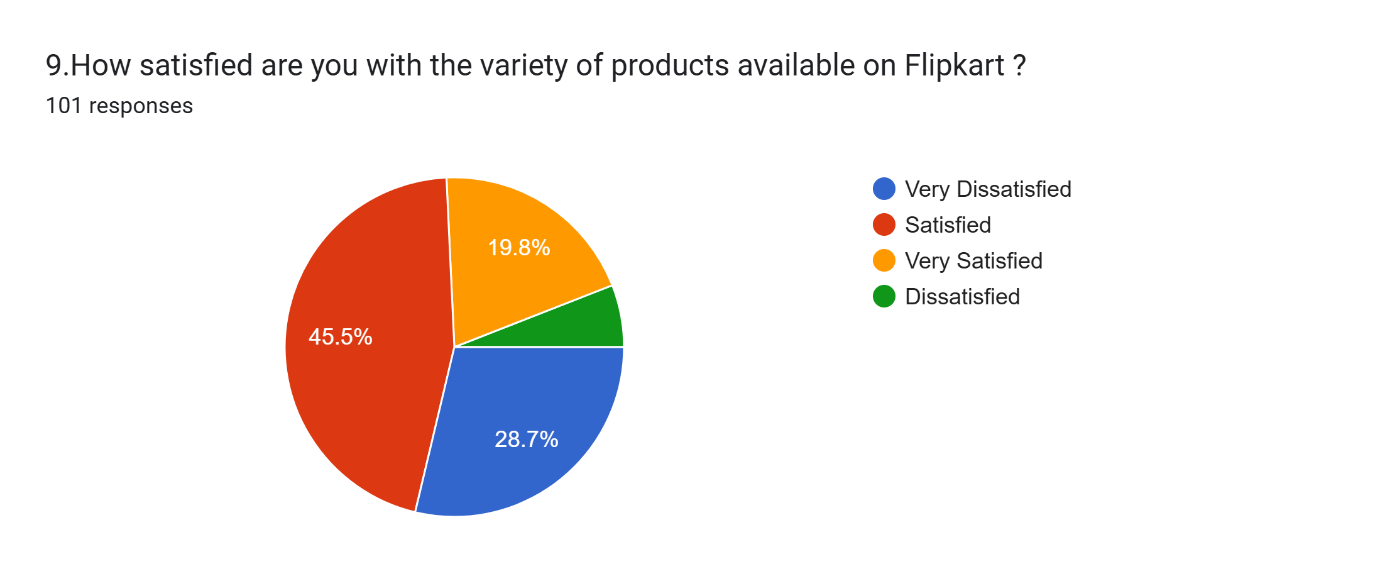 9.How satisfied are you with the variety of products available on Flipkart ?
101 responses
19.8%
45.5%
28.7%
Very Dissatisfied
Satisfied
Very Satisfied
Dissatisfied